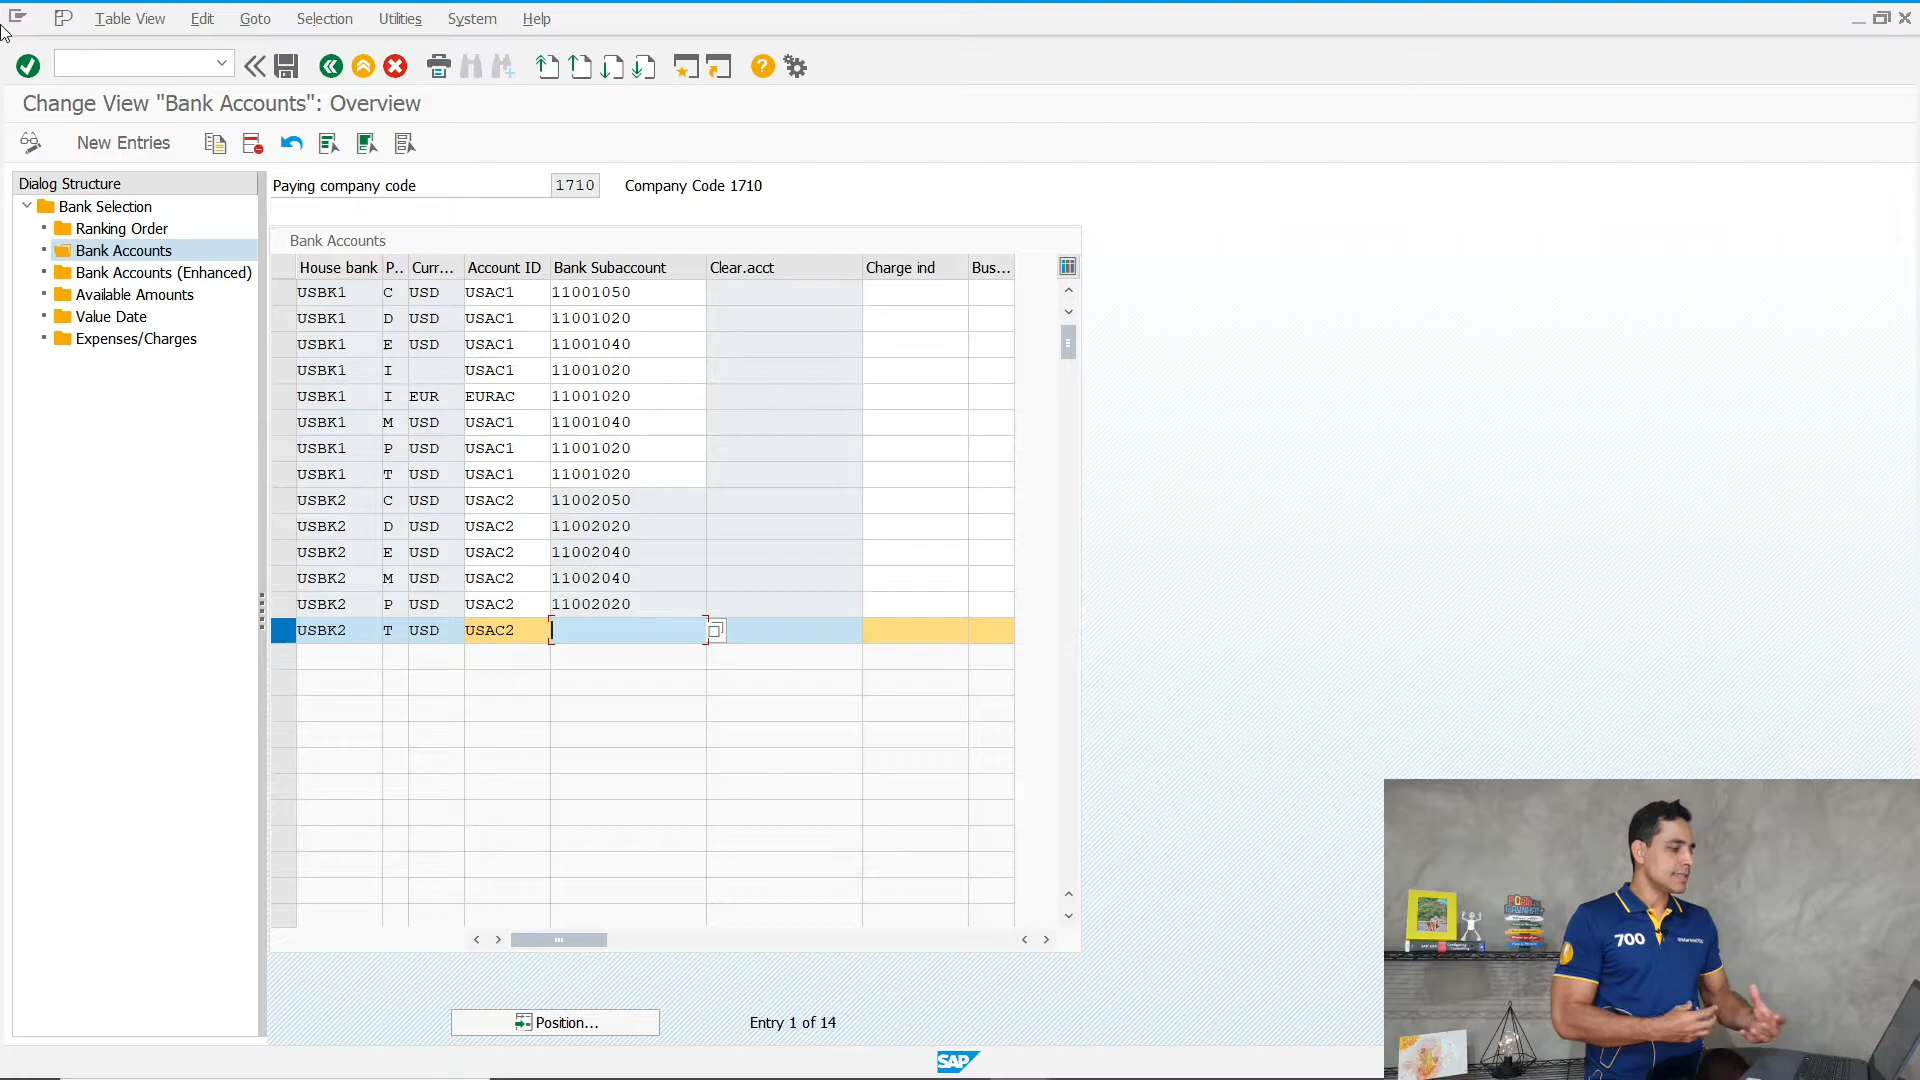 Table View Edit Goto Selection Utilities System Help
Change View "Bank Accounts": Overview
New Entries
Dialog Structure
Bank Selection
Ranking Order
Bank Accounts
Bank Accounts (Enhanced)
Available Amounts
Value Date
Expenses/Charges
Paying company code 1710 Company Code 1710
Bank Accounts
House bank P.. Curr... Account ID Bank Subaccount Clear.acct Charge ind Bus...
USBK1 C USD USAC1 11001050
USBK1 D USD USAC1 11001020
USBK1 E USD USAC1 11001040
USBK1 I USAC1 11001020
USBK1 I EUR EURAC 11001020
USBK1 M USD USAC1 11001040
USBK1 P USD USAC1 11001020
USBK1 T USD USAC1 11001020
USBK2 C USD USAC2 11002050
USBK2 D USD USAC2 11002020
USBK2 E USD USAC2 11002040
USBK2 M USD USAC2 11002040
USBK2 P USD USAC2 11002020
USBK2 T USD USAC2
Position... Entry 1 of 14
SAP
700